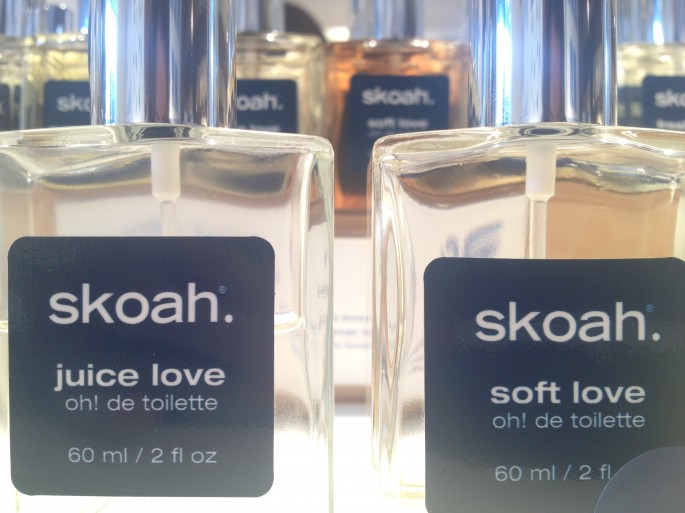 skoah.
skoah.
soft love
skoah.
skoah.
juice love
oh! de toilette
60 ml / 2 fl oz
skoah.
soft love
oh! de toilette
60 ml / 2 fl